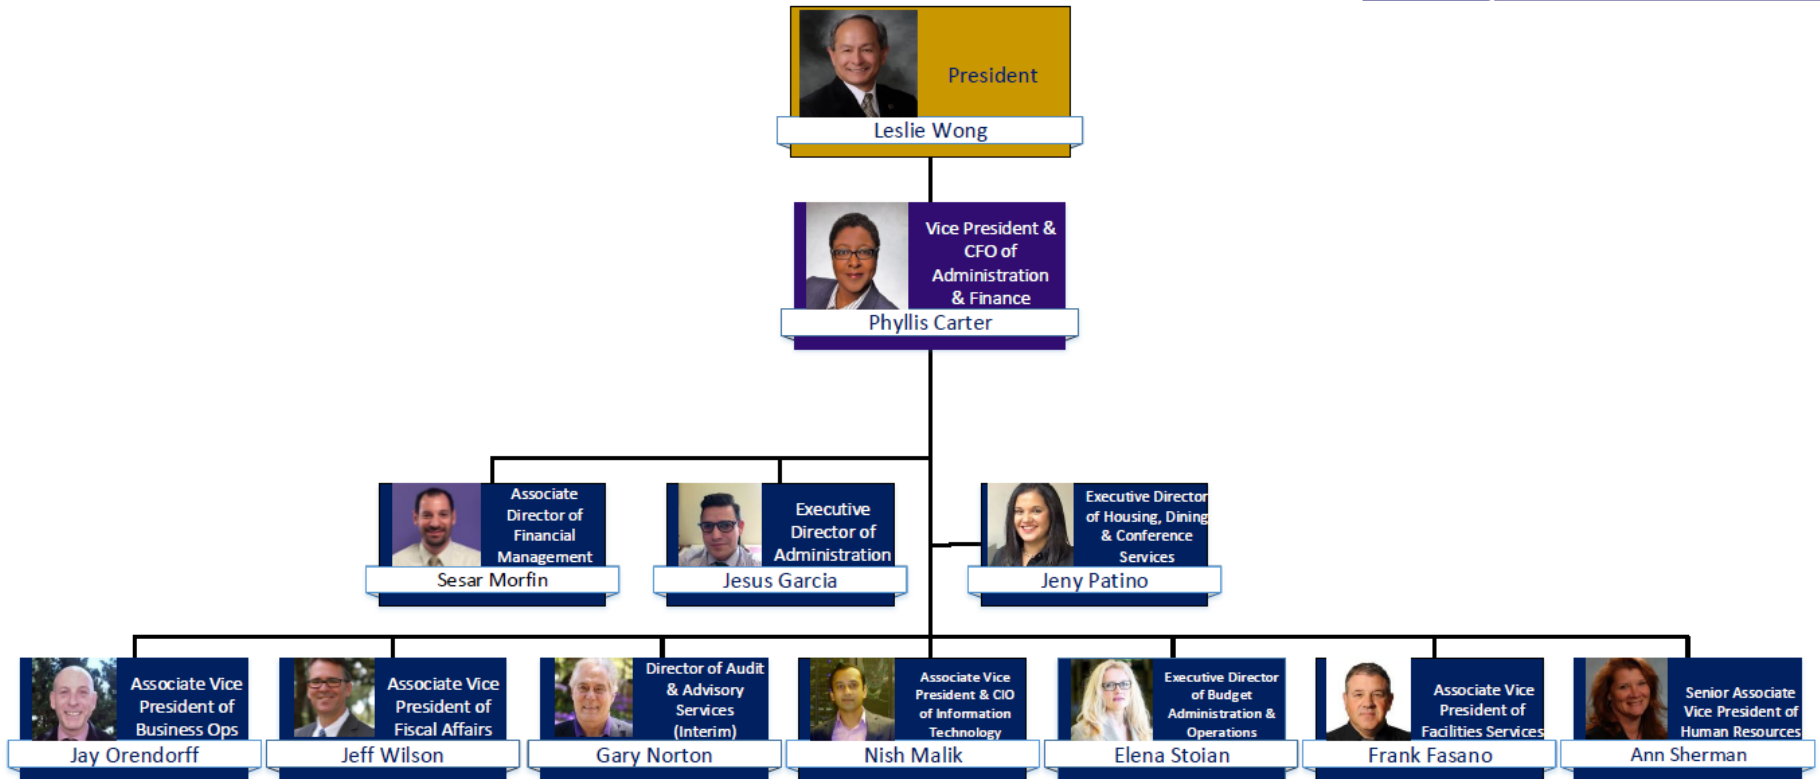 President
Leslie Wong
Vice President &
CFO of
Administration
& Finance
Phyllis Carter
Associate
Director of
Financial
Management
Sesar Morfin
Executive
Director of
Administration
Jesus Garcia
Executive Director
of Housing, Dining
& Conference
Services
Jeny Patino
Associate Vice
President of
Business Ops
Jay Orendorff
Associate Vice
President of
Fiscal Affairs
Jeff Wilson
Director of Audit
& Advisory
Services
(Interim)
Gary Norton
Associate Vice
President & CIO
of Information
Technology
Nish Malik
Executive Director
of Budget
Administration &
Operations
Elena Stoian
Associate Vice
President of
Facilities Services
Frank Fasano
Senior Associate
Vice President of
Human Resources
Ann Sherman